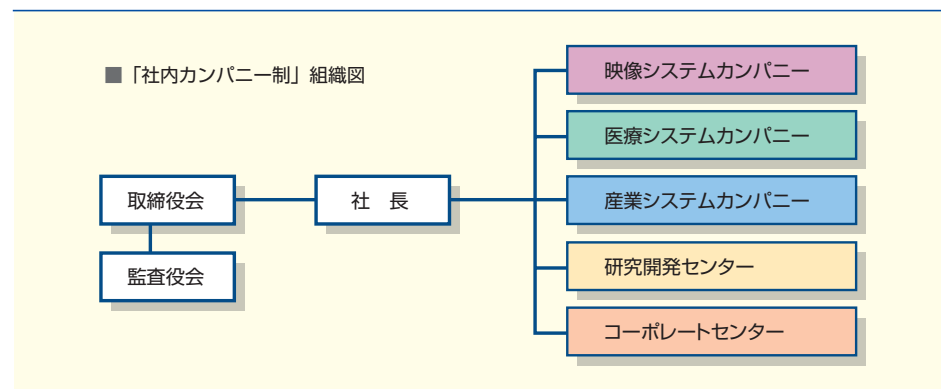 ■「社内カンパニー制」組織図
取締役会
監査役会
社 長
映像システムカンパニー
医療システムカンパニー
産業システムカンパニー
研究開発センター
コーポレートセンター